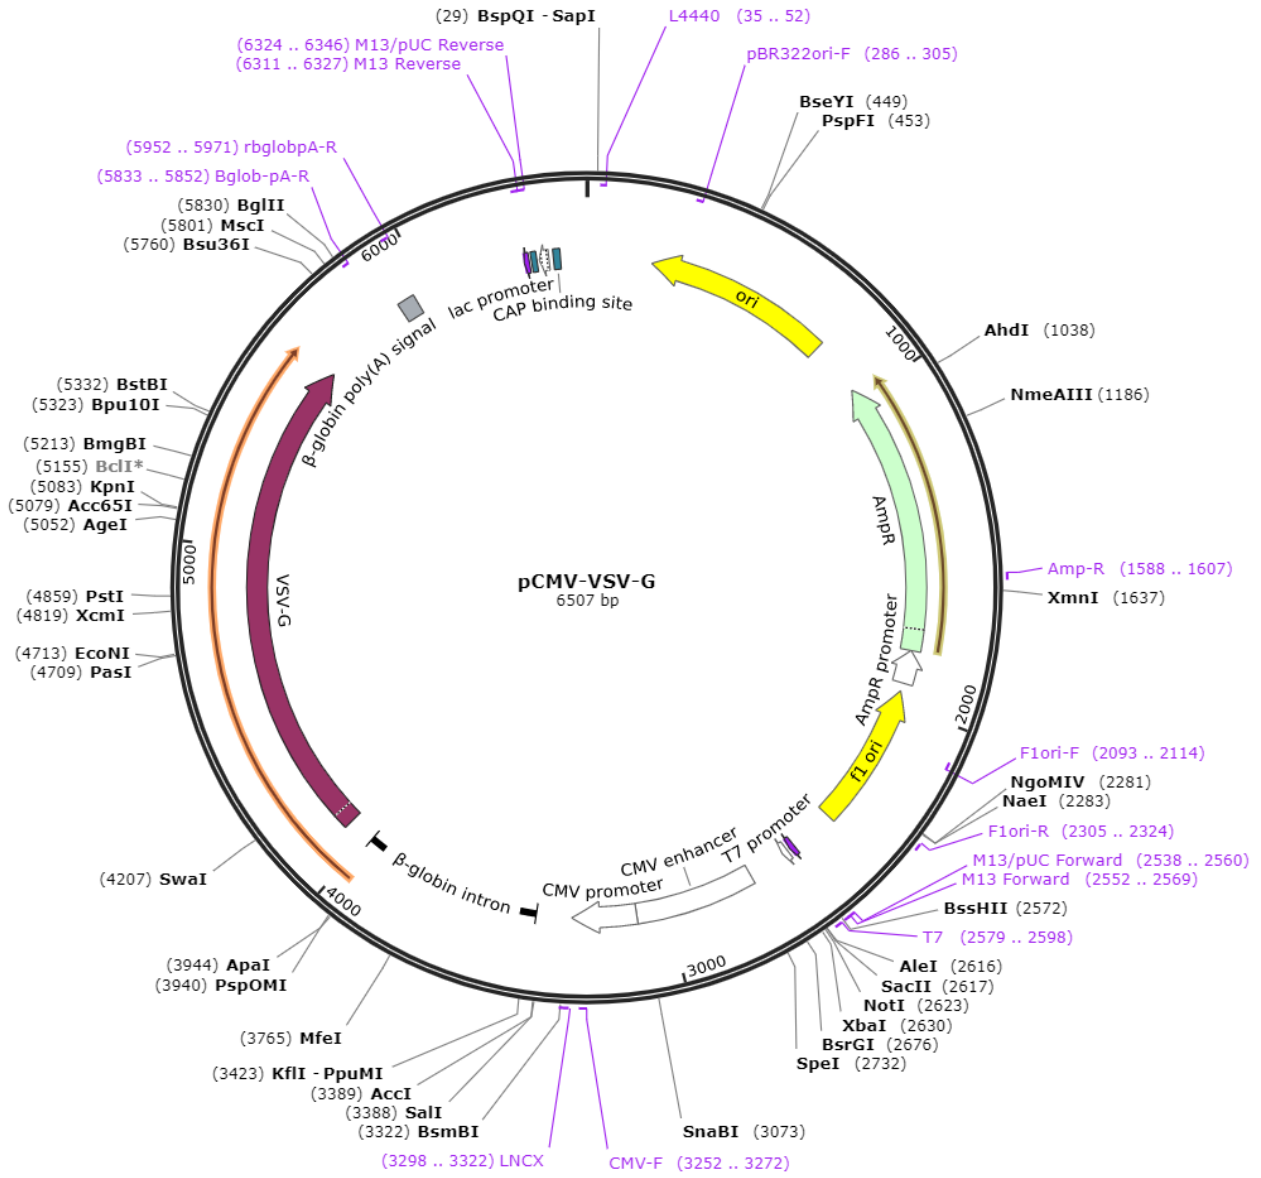 (29) BspQI - SapI
L4440 (35 .. 52)
(6324 .. 6346) M13/pUC Reverse
(6311 .. 6327) M13 Reverse
pBR322ori-F (286 .. 305)
BseYI (449)
PspFI (453)
(5952 .. 5971) rbglobpA-R
(5833 .. 5852) Bglob-pA-R
(5830) BglII
(5801) MscI
(5760) Bsu36I
6000
lac promoter
CAP binding site
ori
β-globin poly(A) signal
1000
AhdI (1038)
NmeAIII (1186)
(5332) BstBI
(5323) Bpu10I
(5213) BmgBI
(5155) BclI*
(5083) KpnI
(5079) Acc65I
(5052) AgeI
5000
AmpR
VSV-G
pCMV-VSV-G
6507 bp
Amp-R (1588 .. 1607)
XmnI (1637)
(4859) PstI
(4819) XcmI
(4713) EcoNI
(4709) PasI
AmpR promoter
2000
f1 ori
F1ori-F (2093 .. 2114)
NgoMIV (2281)
NaeI (2283)
F1ori-R (2305 .. 2324)
M13/pUC Forward (2538 .. 2560)
M13 Forward (2552 .. 2569)
BssHII (2572)
T7 (2579 .. 2598)
T7 promoter
CMV enhancer
CMV promoter
β-globin intron
(4207) SwaI
4000
3000
AleI (2616)
SacII (2617)
NotI (2623)
XbaI (2630)
BsrGI (2676)
SpeI (2732)
(3944) ApaI
(3940) PspOMI
(3765) MfeI
(3423) KflI - PpuMI
(3389) AccI
(3388) SalI
(3322) BsmBI
SnaBI (3073)
(3298 .. 3322) LNCX
CMV-F (3252 .. 3272)